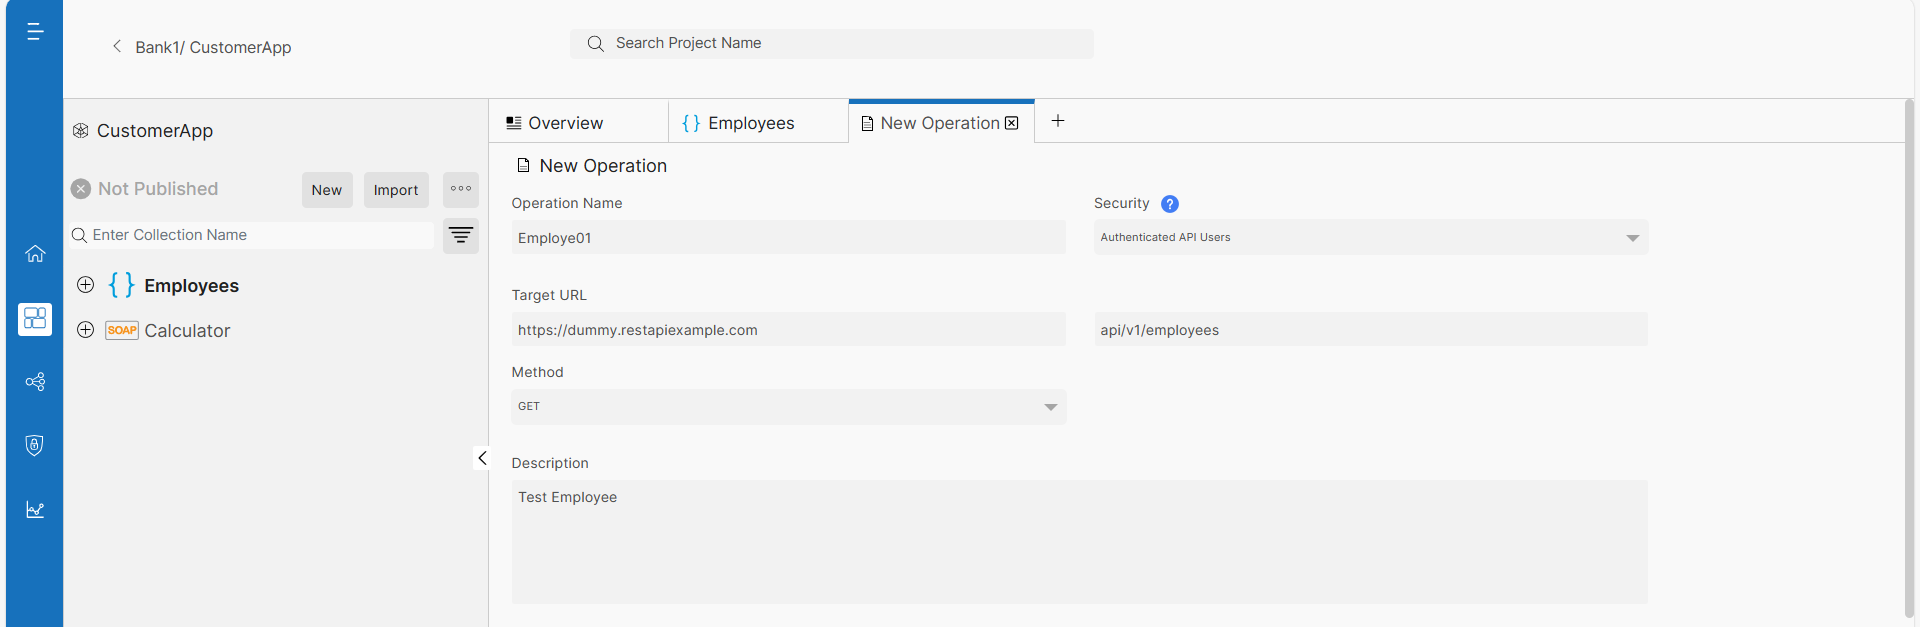 Bank1/ CustomerApp
Search Project Name
CustomerApp
Not Published
New
Import
Enter Collection Name
Employees
SOAP Calculator
Overview
Employees
New Operation
New Operation
Operation Name
Employe01
Security ?
Authenticated API Users
Target URL
https://dummy.restapiexample.com
api/v1/employees
Method
GET
Description
Test Employee